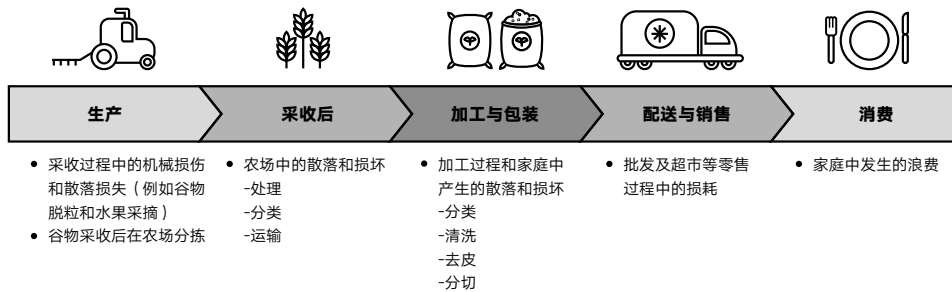 生产
采收后
加工与包装
配送与销售
消费
• 采收过程中的机械损伤
和散落损失（例如谷物
脱粒和水果采摘）
• 谷物采收后在农场分拣
• 农场中的散落和损坏
-处理
-分类
-运输
• 加工过程和家庭中
产生的散落和损坏
-分类
-清洗
-去皮
-分切
• 批发及超市等零售
过程中的损耗
• 家庭中发生的浪费